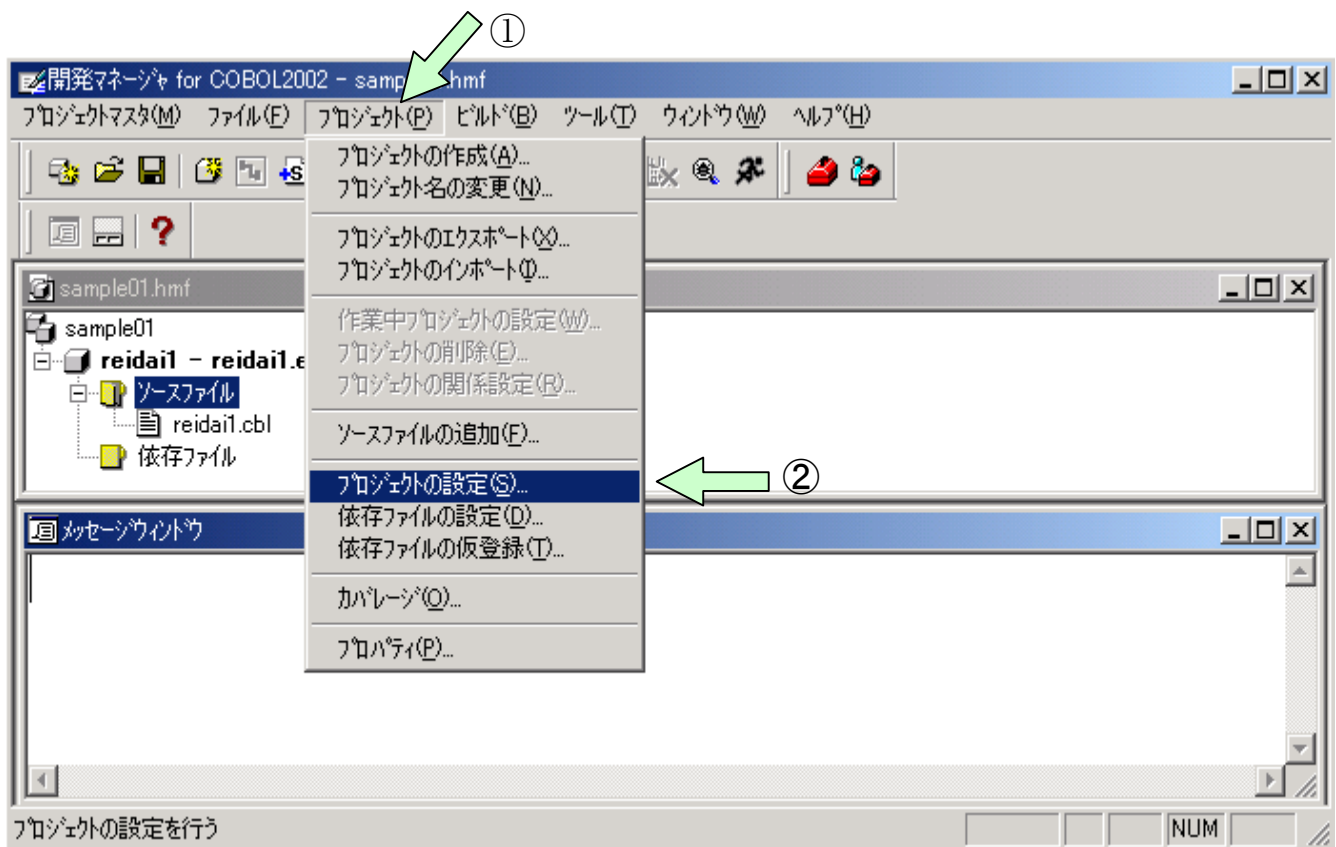 ①
開発ﾏﾈｰｼﾞｬ for COBOL2002 - samp .hmf
ﾌﾟﾛｼﾞｪｸﾄﾏｽﾀ(M) ﾌｧｲﾙ(F) ﾌﾟﾛｼﾞｪｸﾄ(P) ﾋﾞﾙﾄﾞ(B) ﾂｰﾙ(T) ｳｨﾝﾄﾞｳ(W) ﾍﾙﾌﾟ(H)
ﾌﾟﾛｼﾞｪｸﾄの作成(A)...
ﾌﾟﾛｼﾞｪｸﾄ名の変更(N)...
ﾌﾟﾛｼﾞｪｸﾄのｴｸｽﾎﾟｰﾄ(X)...
ﾌﾟﾛｼﾞｪｸﾄのｲﾝﾎﾟｰﾄ(I)...
作業中ﾌﾟﾛｼﾞｪｸﾄの設定(W)...
ﾌﾟﾛｼﾞｪｸﾄの削除(E)...
ﾌﾟﾛｼﾞｪｸﾄの関係設定(R)...
ｿｰｽﾌｧｲﾙの追加(F)...
ﾌﾟﾛｼﾞｪｸﾄの設定(S)...
②
依存ﾌｧｲﾙの設定(D)...
依存ﾌｧｲﾙの仮登録(T)...
ｶﾊﾞﾚｰｼﾞ(O)...
ﾌﾟﾛﾊﾟﾃｨ(P)...
sample01.hmf
sample01
reidai1 - reidai1.e
ｿｰｽﾌｧｲﾙ
reidai1.cbl
依存ﾌｧｲﾙ
ﾒｯｾｰｼﾞｳｨﾝﾄﾞｳ
ﾌﾟﾛｼﾞｪｸﾄの設定を行う
NUM